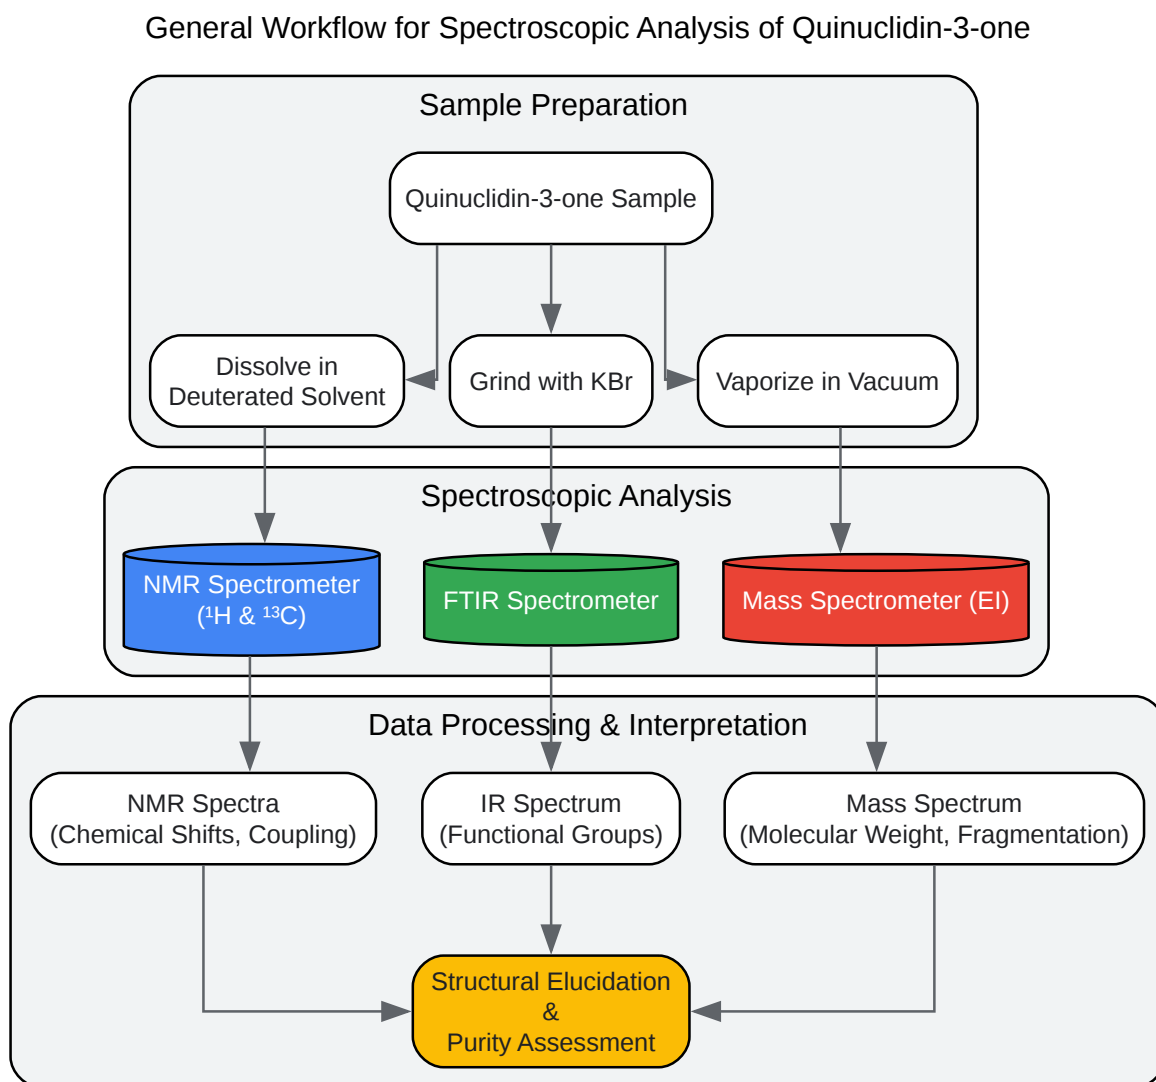 General Workflow for Spectroscopic Analysis of Quinuclidin-3-one
Sample Preparation
Quinuclidin-3-one Sample
Dissolve in
Deuterated Solvent
Grind with KBr
Vaporize in Vacuum
Spectroscopic Analysis
NMR Spectrometer
(¹H & ¹³C)
FTIR Spectrometer
Mass Spectrometer (EI)
Data Processing & Interpretation
NMR Spectra
(Chemical Shifts, Coupling)
IR Spectrum
(Functional Groups)
Mass Spectrum
(Molecular Weight, Fragmentation)
Structural Elucidation
&
Purity Assessment